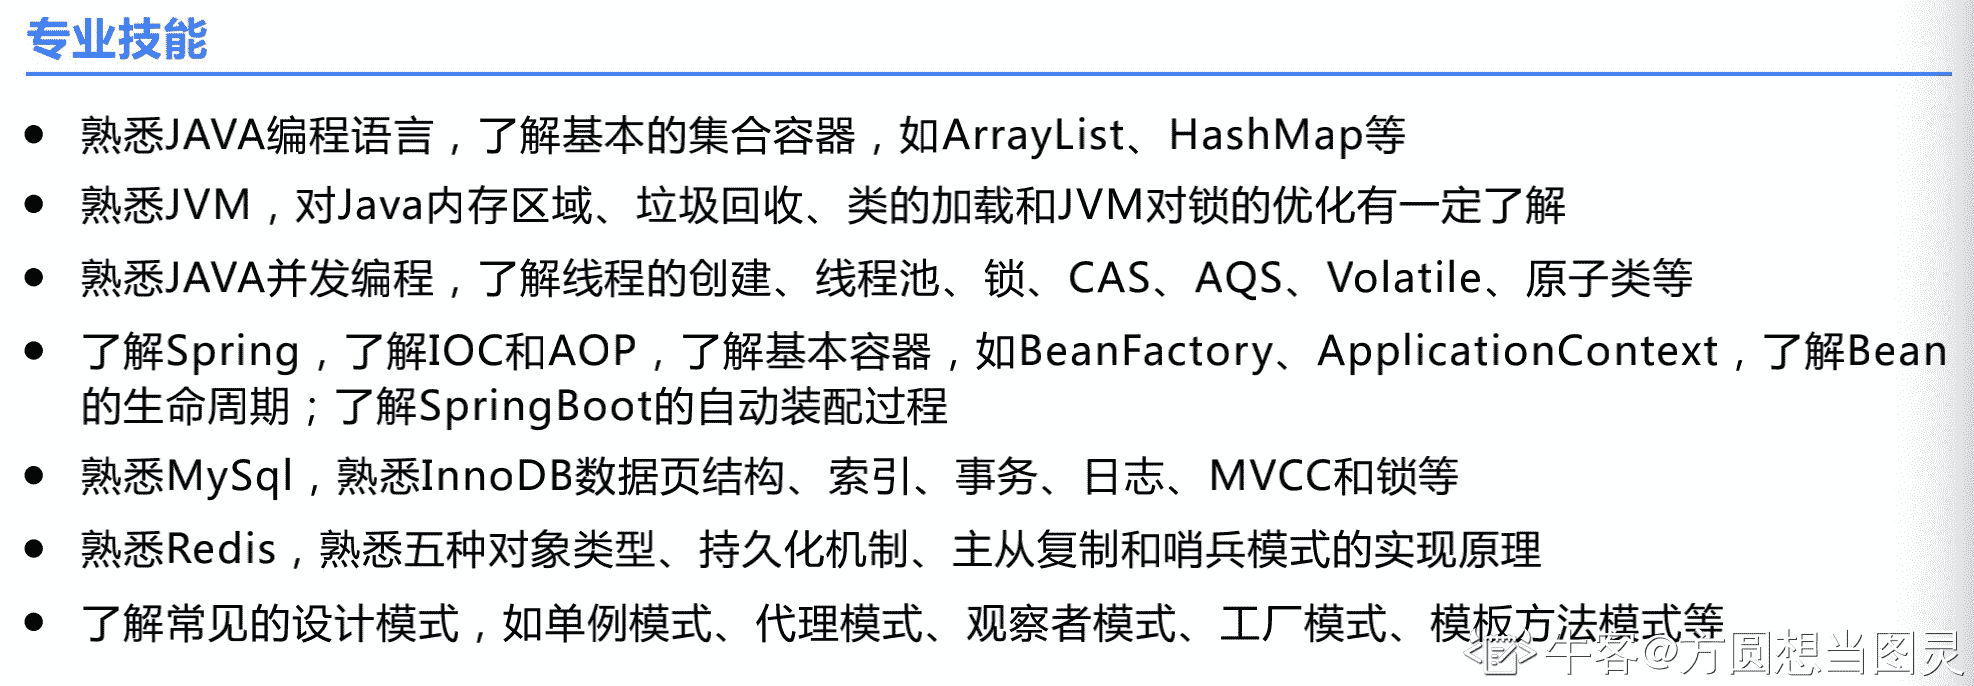 专业技能
● 熟悉JAVA编程语言，了解基本的集合容器，如ArrayList、HashMap等
● 熟悉JVM，对Java内存区域、垃圾回收、类的加载和JVM对锁的优化有一定了解
● 熟悉JAVA并发编程，了解线程的创建、线程池、锁、CAS、AQS、Volatile、原子类等
● 了解Spring，了解IOC和AOP，了解基本容器，如BeanFactory、ApplicationContext，了解Bean
的生命周期；了解SpringBoot的自动装配过程
● 熟悉MySql，熟悉InnoDB数据页结构、索引、事务、日志、MVCC和锁等
● 熟悉Redis，熟悉五种对象类型、持久化机制、主从复制和哨兵模式的实现原理
● 了解常见的设计模式，如单例模式、代理模式、观察者模式、工厂模式、模板方法模式等
牛客@方圆想当图灵